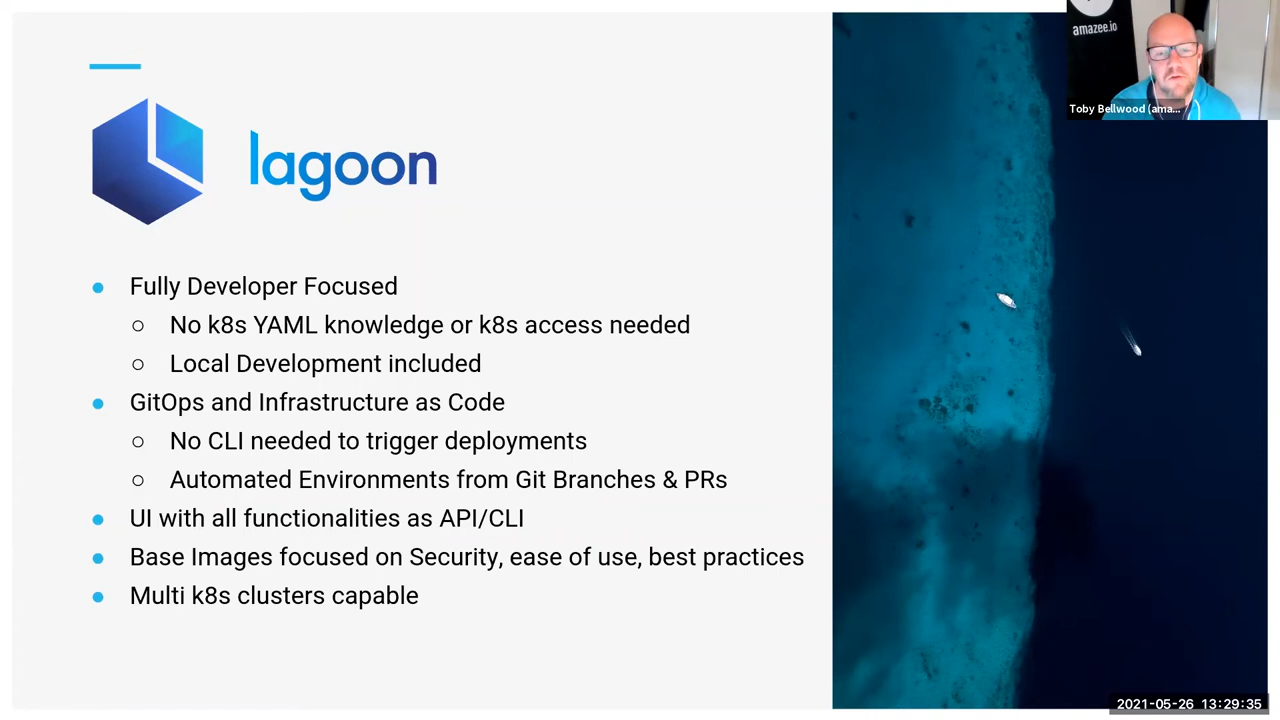 lagoon
Fully Developer Focused
No k8s YAML knowledge or k8s access needed
Local Development included
GitOps and Infrastructure as Code
No CLI needed to trigger deployments
Automated Environments from Git Branches & PRs
UI with all functionalities as API/CLI
Base Images focused on Security, ease of use, best practices
Multi k8s clusters capable
amazee.io
Toby Bellwood (ama...
2021-05-26 13:29:35